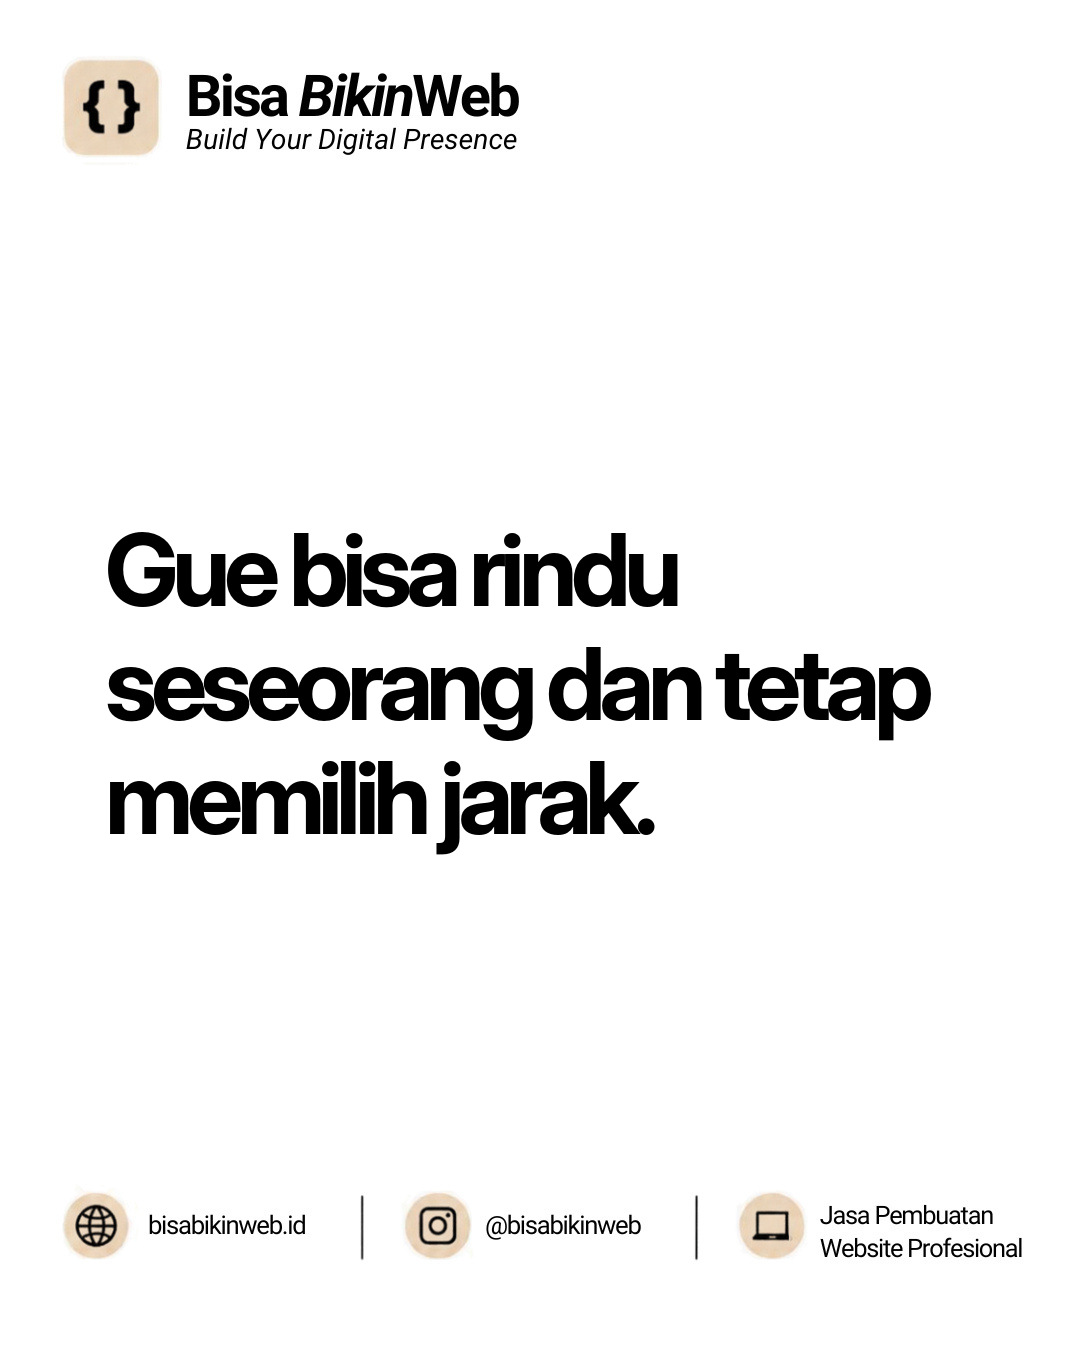 { }
Bisa BikinWeb
Build Your Digital Presence
Gue bisa rindu
seseorang dan tetap
memilih jarak.
bisabikinweb.id
@bisabikinweb
Jasa Pembuatan
Website Profesional